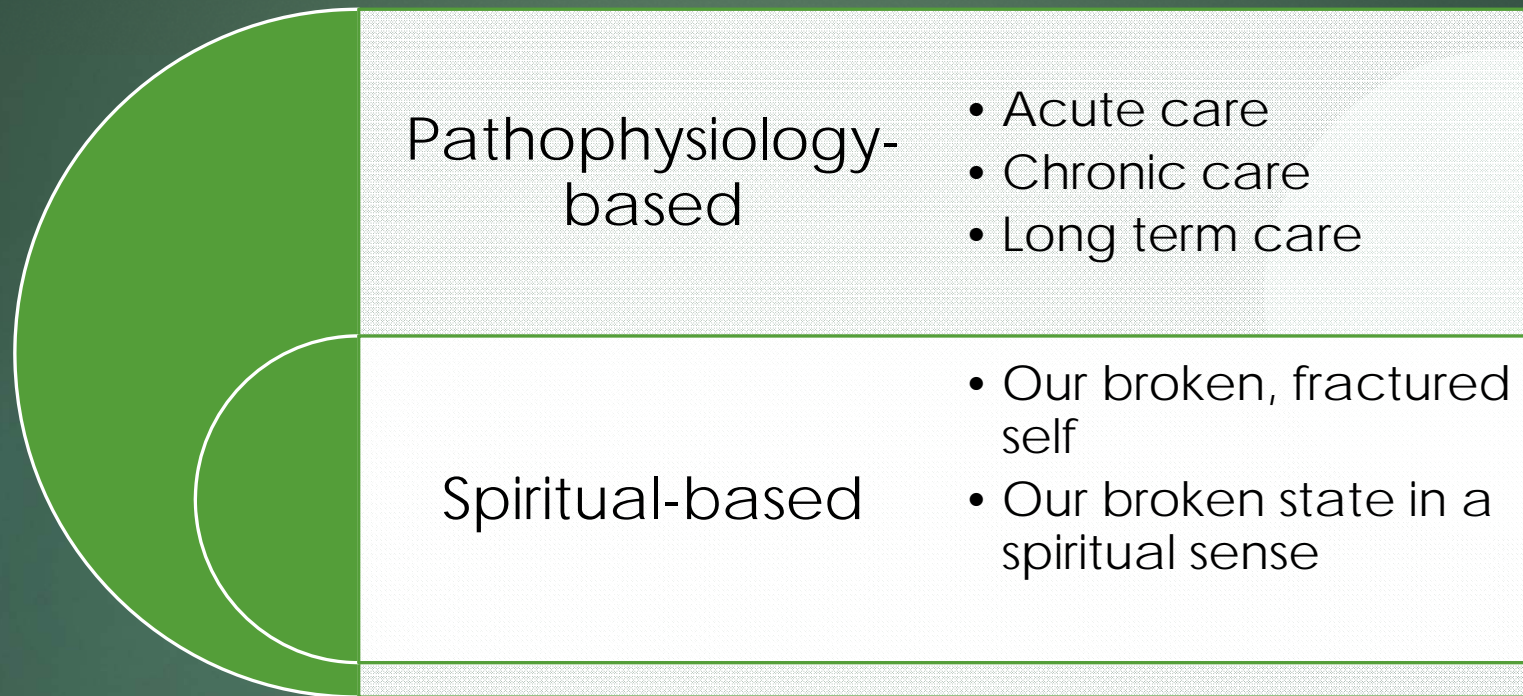 Pathophysiology-
based
• Acute care
• Chronic care
• Long term care
Spiritual-based
• Our broken, fractured
self
• Our broken state in a
spiritual sense